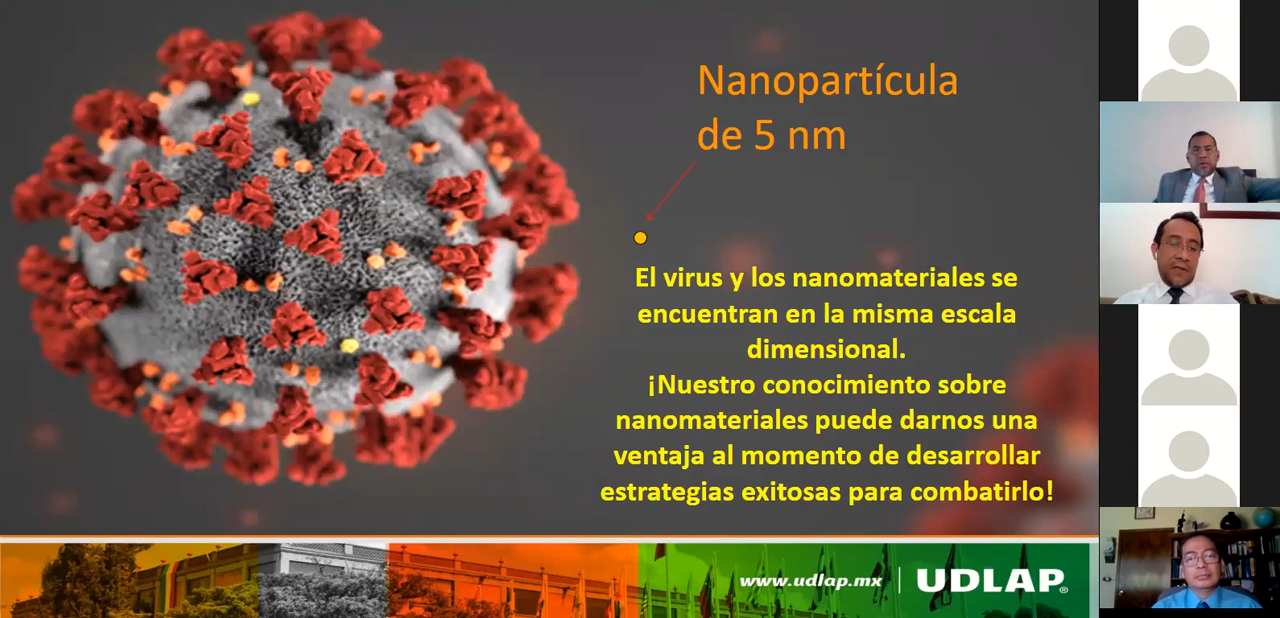 Nanopartícula
de 5 nm
El virus y los nanomateriales se
encuentran en la misma escala
dimensional.
¡Nuestro conocimiento sobre
nanomateriales puede darnos una
ventaja al momento de desarrollar
estrategias exitosas para combatirlo!
www.udlap.mx
UDLAP®